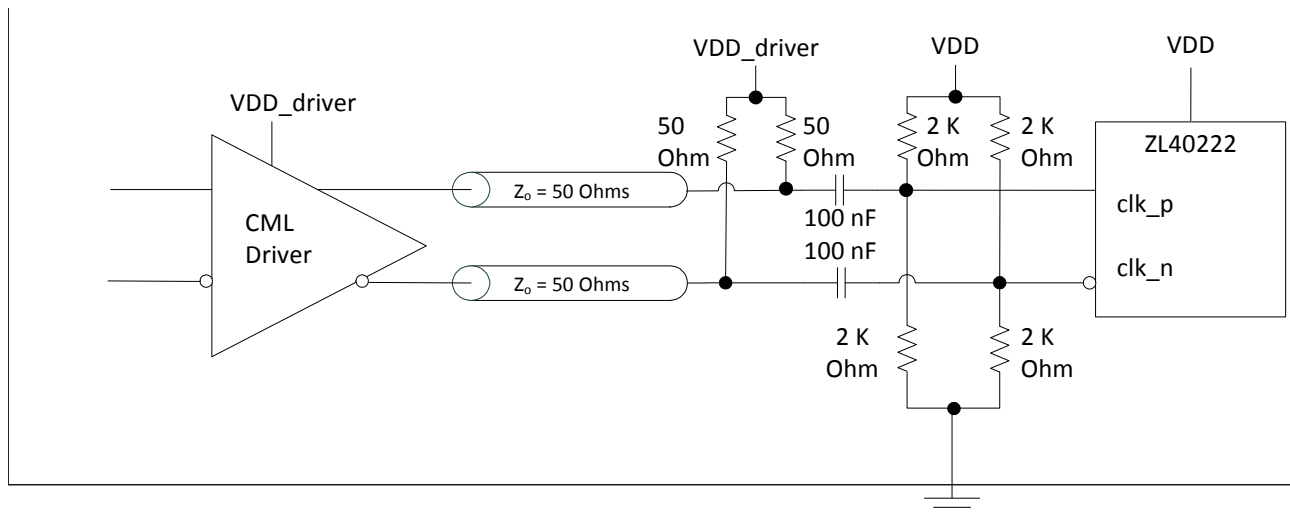 VDD_driver
VDD
VDD
VDD_driver
50
Ohm
50
Ohm
2 K
Ohm
2 K
Ohm
ZL40222
Zo = 50 Ohms
clk_p
CML
Driver
100 nF
100 nF
clk_n
Zo = 50 Ohms
2 K
Ohm
2 K
Ohm